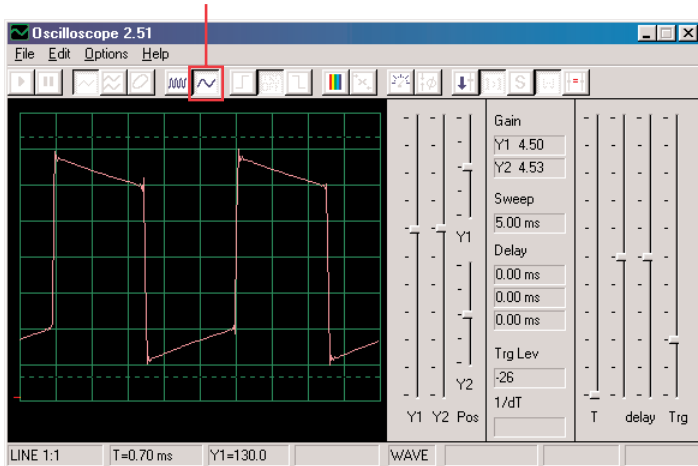 Oscilloscope 2.51
File Edit Options Help
Gain
Y1 4.50
Y2 4.53
Sweep
5.00 ms
Y1
Delay
0.00 ms
0.00 ms
0.00 ms
Trg Lev
-26
Y2
1/dT
Y1 Y2 Pos
T delay Trg
LINE 1:1 T=0.70 ms Y1=130.0 WAVE